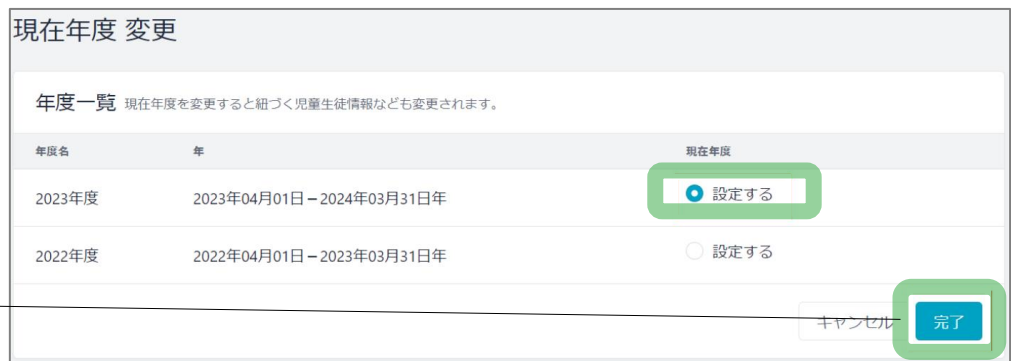 現在年度 変更
年度一覧 現在年度を変更すると紐づく児童生徒情報なども変更されます。
年度名 年 現在年度
2023年度 2023年04月01日－2024年03月31日年 設定する
2022年度 2022年04月01日－2023年03月31日年 設定する
キャンセル 完了